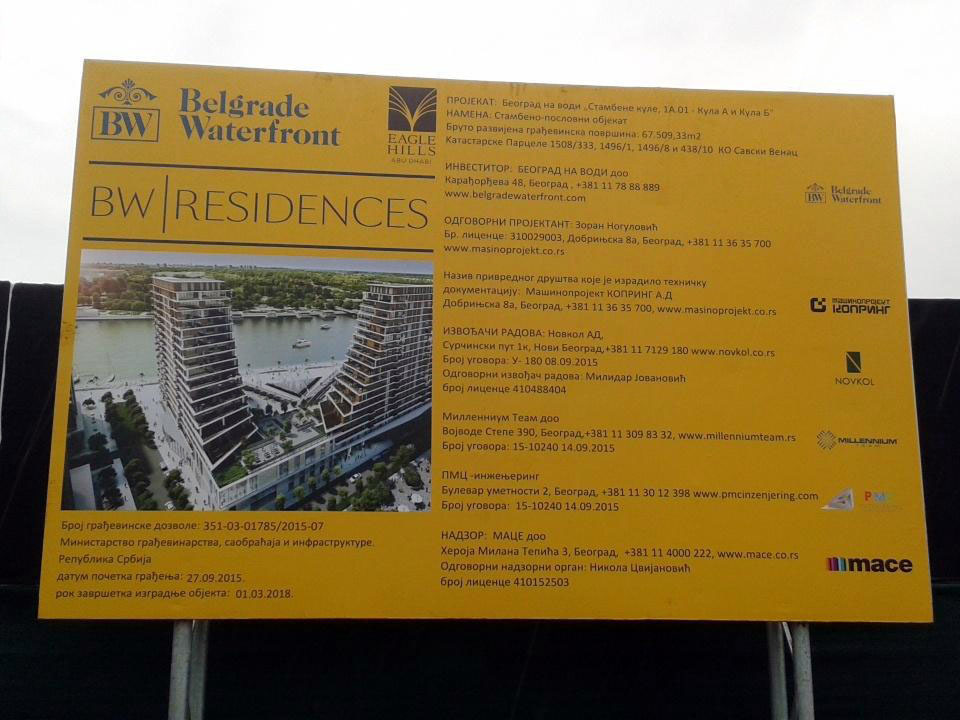 BW
Belgrade
Waterfront
EAGLE
HILLS
ABU DHABI
BW|RESIDENCES
Број грађевинске дозволе: 351-03-01785/2015-07
Министарство грађевинарства, саобраћаја и инфраструктуре.
Република Србија
датум почетка грађења: 27.09.2015.
рок завршетка изградње објекта: 01.03.2018.
ПРОЈЕКАТ: Београд на води „Стамбене куле, 1А.01 - Кула А и Кула Б"
НАМЕНА: Стамбено-пословни објекат
Бруто развијена грађевинска површина: 67.509,33m2
Катастарске Парцеле 1508/333, 1496/1, 1496/8 и 438/10 КО Савски Венац
ИНВЕСТИТОР: БЕОГРАД НА ВОДИ доо
Карађорђева 48, Београд , +381 11 78 88 889
www.belgradewaterfront.com
BW Belgrade
Waterfront
ОДГОВОРНИ ПРОЈЕКТАНТ: Зоран Ногуловић
Бр. лиценце: 310029003, Добрињска 8а, Београд, +381 11 36 35 700
www.masinoprojekt.co.rs
Назив привредног друштва које је израдило техничку
документацију: Машинопројект КОПРИНГ А.Д
Добрињска 8а, Београд, +381 11 36 35 700, www.masinoprojekt.co.rs
машинопројект
КОПРИНГ
ИЗВОЂАЧИ РАДОВА: Новкол АД,
Сурчински пут 1к, Нови Београд,+381 11 7129 180 www.novkol.co.rs
Број уговора: У- 180 08.09.2015
Одговорни извођач радова: Милидар Јовановић
број лиценце 410488404
NOVKOL
Миллениум Теам доо
Војводе Степе 390, Београд,+381 11 309 83 32, www.millenniumteam.rs
Број уговора: 15-10240 14.09.2015
MILLENNIUM
TEAM
ПМЦ -инжењеринг
Булевар уметности 2, Београд, +381 11 30 12 398 www.pmcinzenjering.com
Број уговора: 15-10240 14.09.2015
НАДЗОР: МАЦЕ доо
Хероја Милана Тепића 3, Београд, +381 11 4000 222, www.mace.co.rs
Одговорни надзорни орган: Никола Цвијановић
број лиценце 410152503
mace